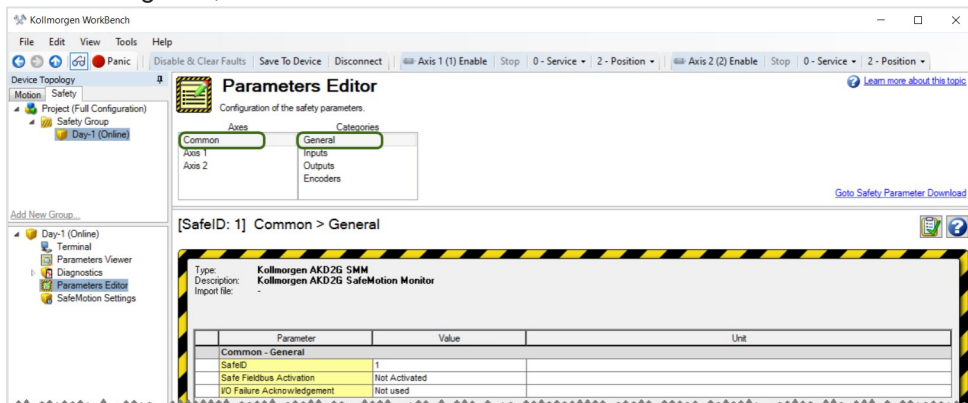 Kollmorgen WorkBench
File Edit View Tools Help
Panic Disable & Clear Faults Save To Device Disconnect Axis 1 (1) Enable Stop 0 - Service 2 - Position Axis 2 (2) Enable Stop 0 - Service 2 - Position
Device Topology
Motion Safety
Project (Full Configuration)
Safety Group
Day-1 (Online)
Add New Group...
Day-1 (Online)
Terminal
Parameters Viewer
Diagnostics
Parameters Editor
SafeMotion Settings
Parameters Editor
Learn more about this topic
Configuration of the safety parameters.
Axes Categories
Common General
Axis 1 Inputs
Axis 2 Outputs
Encoders
Goto Safety Parameter Download
[SafeID: 1] Common > General
Type: Kollmorgen AKD2G SMM
Description: Kollmorgen AKD2G SafeMotion Monitor
Import file: -
Parameter Value Unit
Common - General
SafeID 1
Safe Fieldbus Activation Not Activated
I/O Failure Acknowledgement Not used